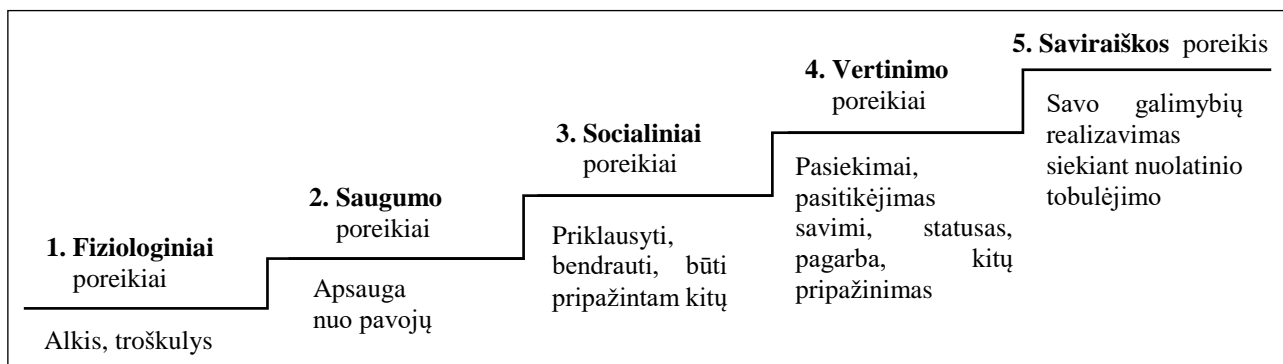 1. Fiziologiniai
poreikiai
Alkis, troškulys
2. Saugumo
poreikiai
Apsauga
nuo pavojų
3. Socialiniai
poreikiai
Priklausyti,
bendrauti, būti
pripažintam kitų
4. Vertinimo
poreikiai
Pasiekimai,
pasitikėjimas
savimi, statusas,
pagarba, kitų
pripažinimas
5. Saviraiškos poreikis
Savo galimybių
realizavimas
siekiant nuolatinio
tobulėjimo